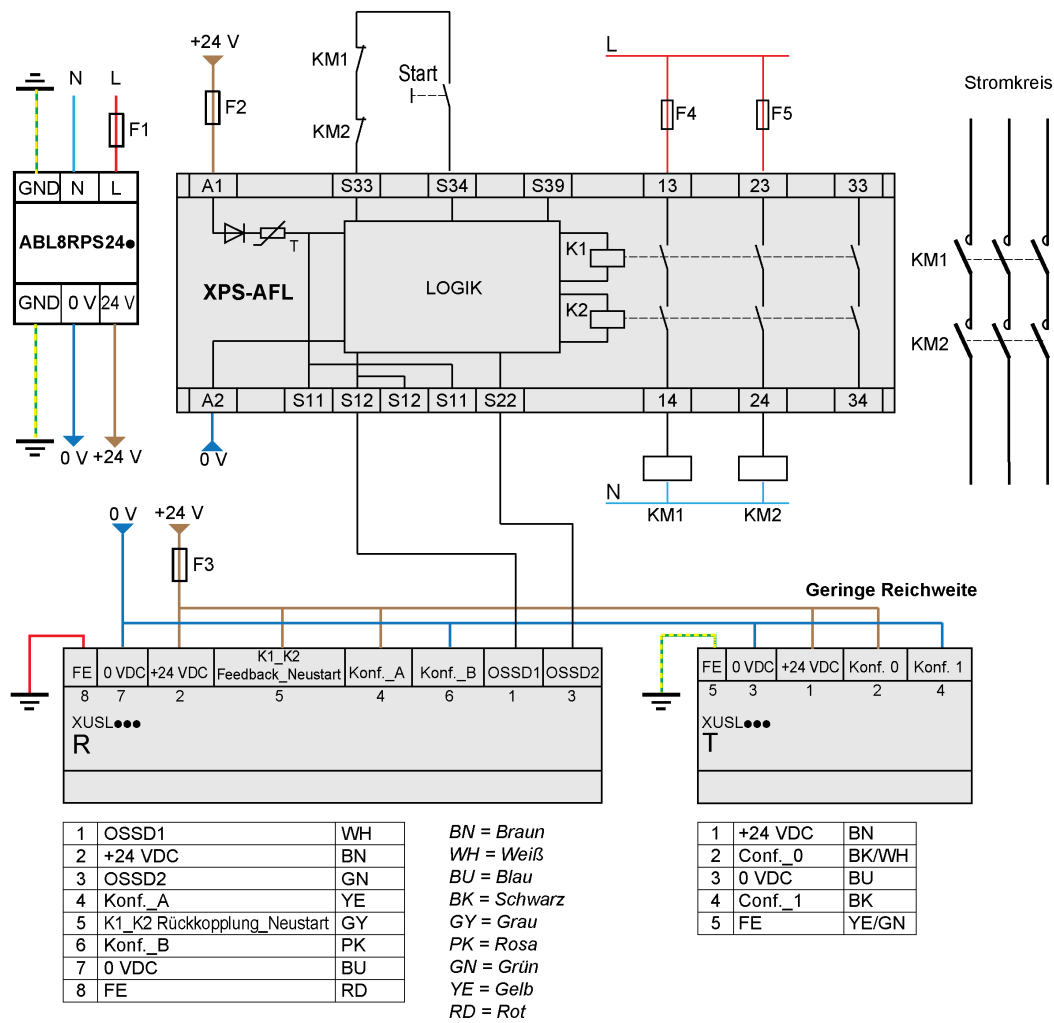 +24 V
KM1
Start
L
Stromkreis
N L
F1
F2
KM2
F4
F5
GND N L
A1 S33 S34 S39 13 23 33
ABL8RPS24●
T
K1
XPS-AFL
LOGIK
K2
KM1
GND 0 V 24 V
KM2
A2 S11 S12 S12 S11 S22 14 24 34
0 V +24 V
0 V
N
KM1 KM2
0 V +24 V
F3
Geringe Reichweite
FE 0 VDC +24 VDC K1_K2
Feedback_Neustart Konf._A Konf._B OSSD1 OSSD2
8 7 2 5 4 6 1 3
XUSL●●●
R
FE 0 VDC +24 VDC Konf. 0 Konf. 1
5 3 1 2 4
XUSL●●●
T
1 OSSD1 WH
2 +24 VDC BN
3 OSSD2 GN
4 Konf._A YE
5 K1_K2 Rückkopplung_Neustart GY
6 Konf._B PK
7 0 VDC BU
8 FE RD
BN = Braun
WH = Weiß
BU = Blau
BK = Schwarz
GY = Grau
PK = Rosa
GN = Grün
YE = Gelb
RD = Rot
1 +24 VDC BN
2 Conf._0 BK/WH
3 0 VDC BU
4 Conf._1 BK
5 FE YE/GN